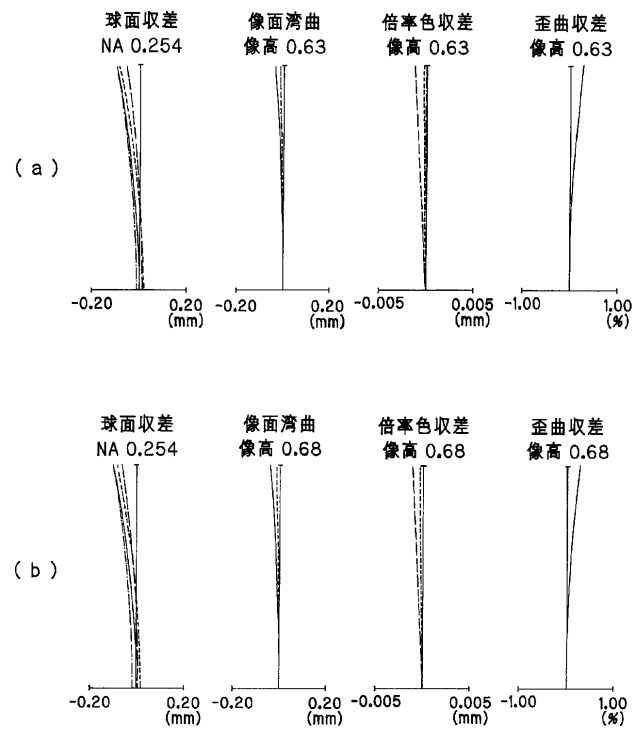 球面収差 像面湾曲 倍率色収差 歪曲収差
NA 0.254 像高 0.63 像高 0.63 像高 0.63
(a)
-0.20 0.20 -0.20 0.20 -0.005 0.005 -1.00 1.00
(mm) (mm) (mm) (%)
球面収差 像面湾曲 倍率色収差 歪曲収差
NA 0.254 像高 0.68 像高 0.68 像高 0.68
(b)
-0.20 0.20 -0.20 0.20 -0.005 0.005 -1.00 1.00
(mm) (mm) (mm) (%)